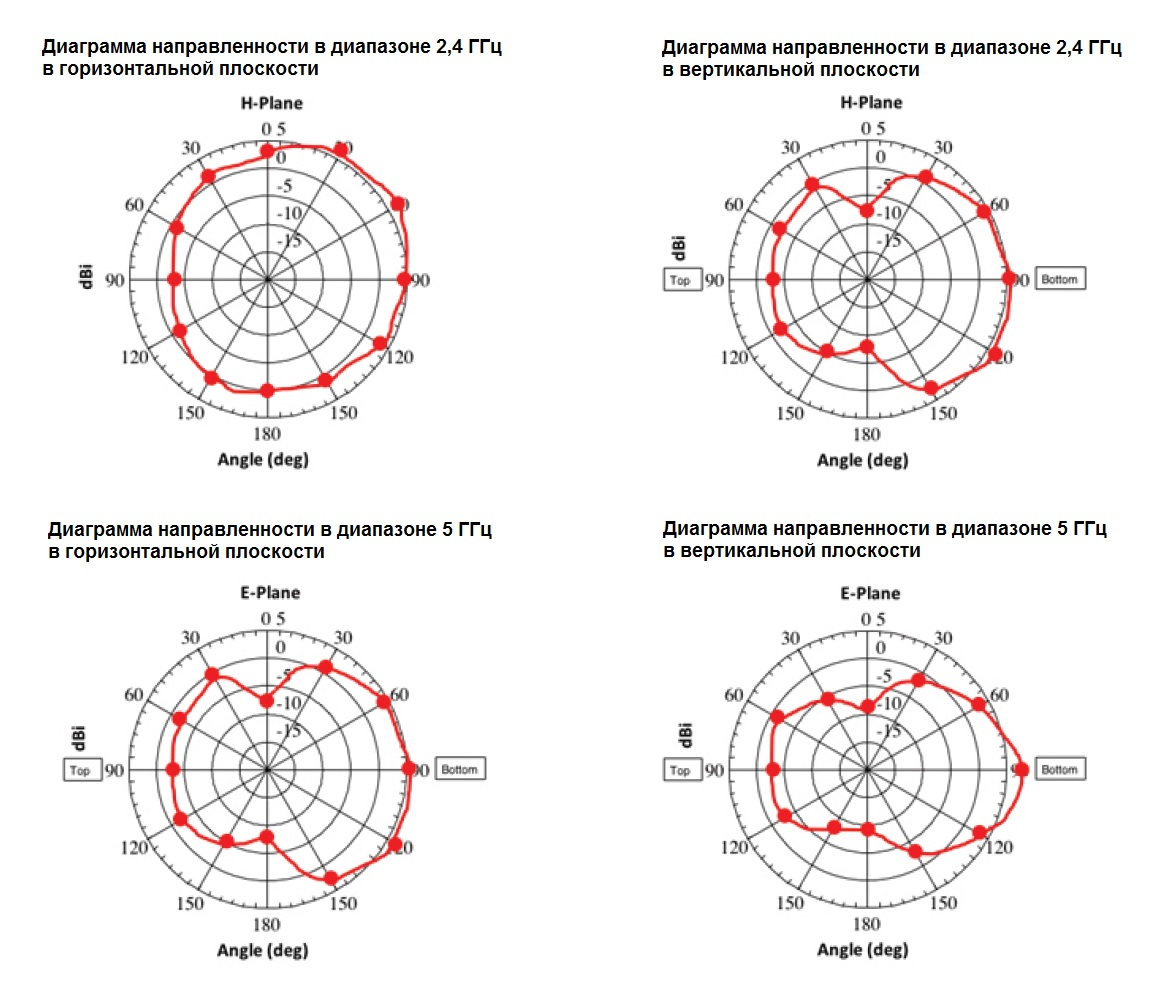 Диаграмма направленности в диапазоне 2,4 ГГц
в горизонтальной плоскости
H-Plane
0 5
30
0
-5
60
-10
-15
dBi
90
90
120
120
150
150
180
Angle (deg)
Диаграмма направленности в диапазоне 2,4 ГГц
в вертикальной плоскости
H-Plane
0 5
30
30
0
-5
60
60
-10
-15
dBi
Top
90
Bottom
120
150
150
180
Angle (deg)
Диаграмма направленности в диапазоне 5 ГГц
в горизонтальной плоскости
E-Plane
0 5
30
30
0
-5
60
60
-10
-15
dBi
Top
90
Bottom
120
150
150
180
Angle (deg)
Диаграмма направленности в диапазоне 5 ГГц
в вертикальной плоскости
E-Plane
0 5
30
30
0
-5
60
60
-10
-15
dBi
Top
90
Bottom
120
120
150
150
180
Angle (deg)